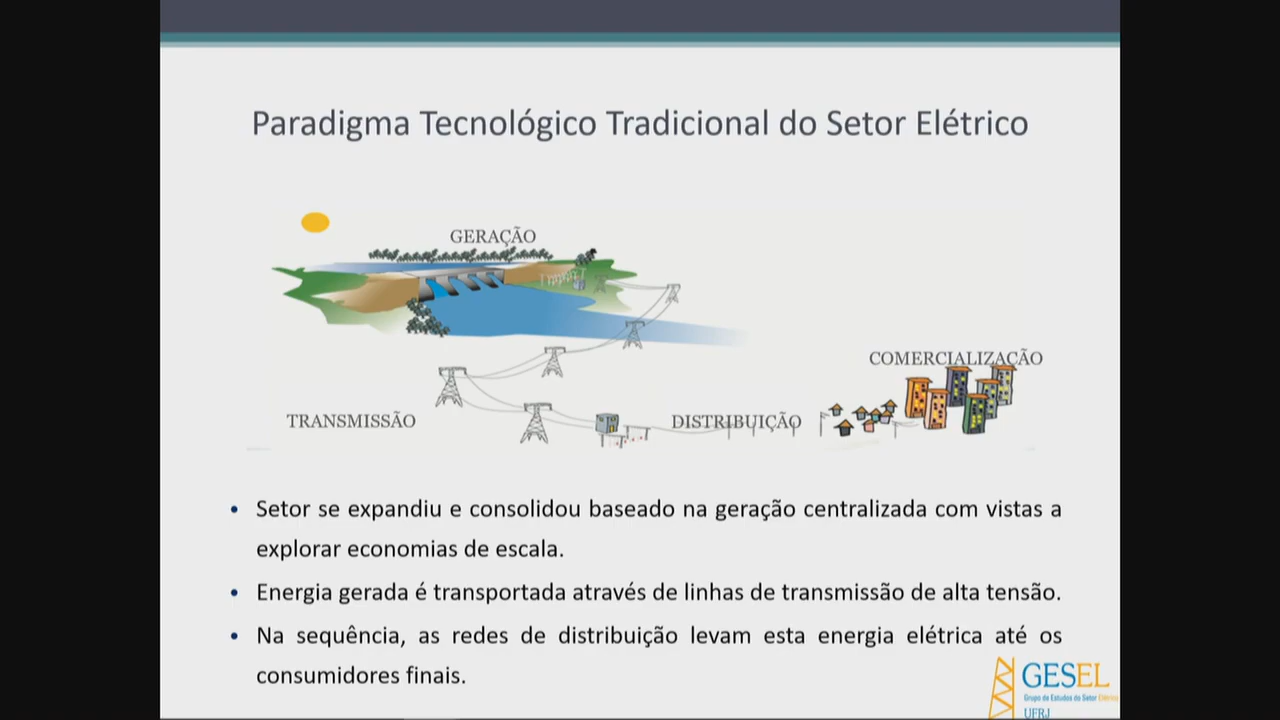 Paradigma Tecnológico Tradicional do Setor Elétrico
GERAÇÃO
COMERCIALIZAÇÃO
TRANSMISSÃO
DISTRIBUIÇÃO
• Setor se expandiu e consolidou baseado na geração centralizada com vistas a
explorar economias de escala.
• Energia gerada é transportada através de linhas de transmissão de alta tensão.
• Na sequência, as redes de distribuição levam esta energia elétrica até os
consumidores finais.
GESEL
Grupo de Estudos do Setor Elétrico
UFRJ